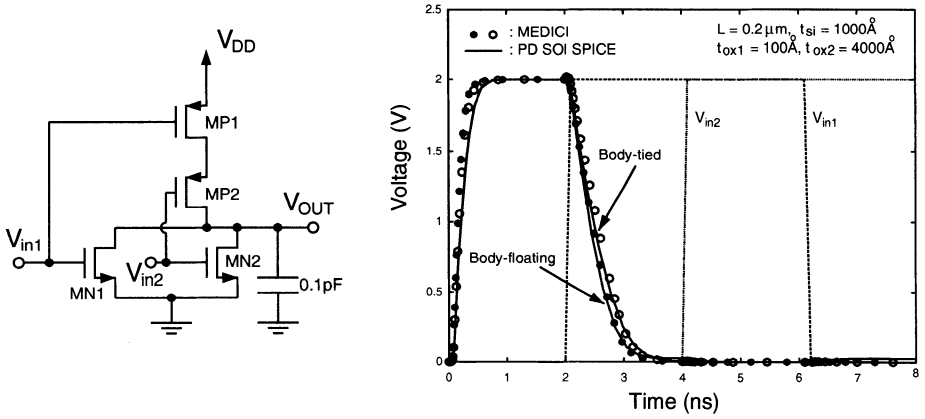 V_DD
MP1
MP2
V_OUT
V_in1
V_in2
MN1
MN2
0.1pF
Voltage (V)
2.5
2
1.5
1
0.5
0
: MEDICI
: PD SOI SPICE
L = 0.2 μm, t_si = 1000Å
t_ox1 = 100Å, t_ox2 = 4000Å
V_in2
V_in1
Body-tied
Body-floating
0 1 2 3 4 5 6 7 8
Time (ns)